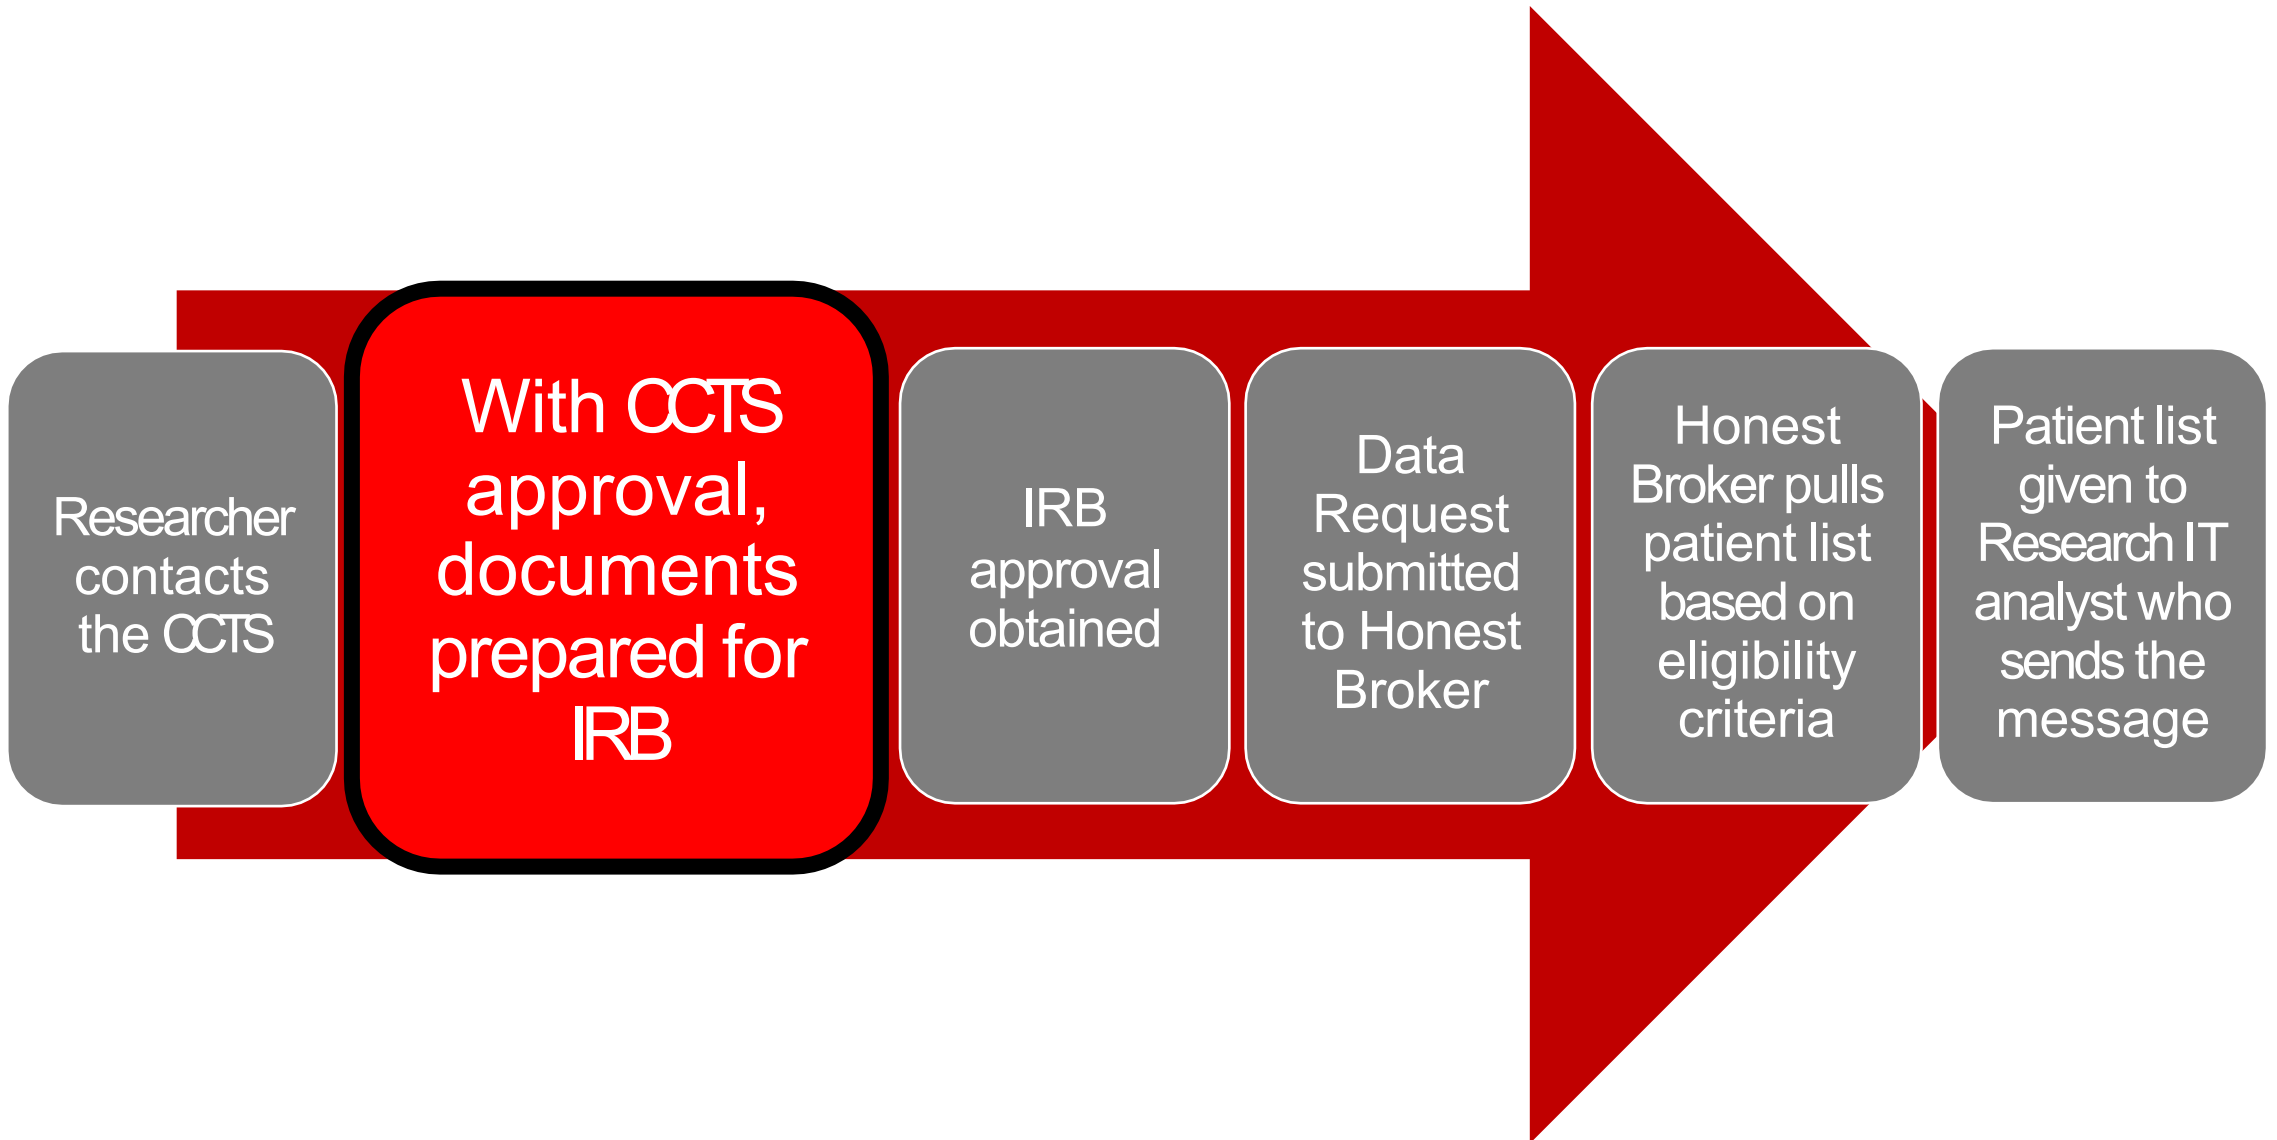 Researcher
contacts
the CCTS
With CCTS
approval,
documents
prepared for
IRB
IRB
approval
obtained
Data
Request
submitted
to Honest
Broker
Honest
Broker pulls
patient list
based on
eligibility
criteria
Patient list
given to
Research IT
analyst who
sends the
message